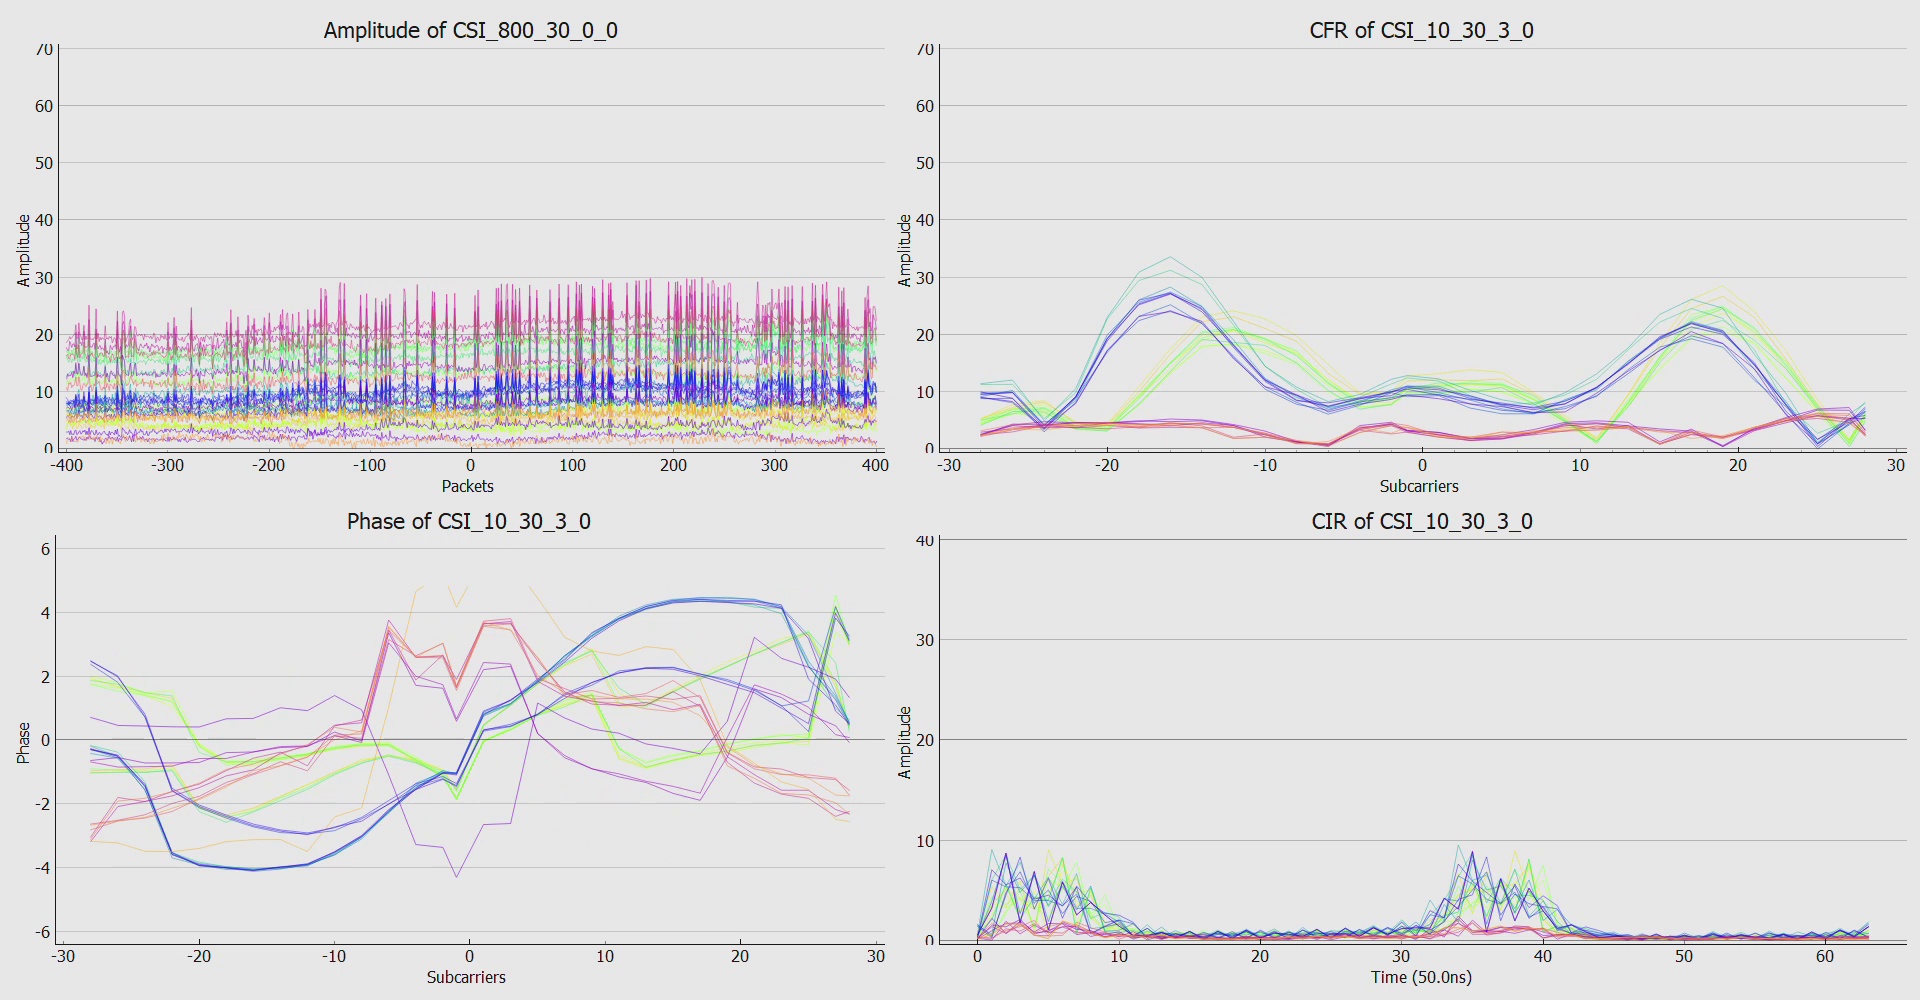 Amplitude of CSI_800_30_0_0
70
60
50
40
30
20
10
0
Amplitude
-400 -300 -200 -100 0 100 200 300 400
Packets
CFR of CSI_10_30_3_0
70
60
50
40
30
20
10
0
Amplitude
-30 -20 -10 0 10 20 30
Subcarriers
Phase of CSI_10_30_3_0
6
4
2
0
-2
-4
-6
Phase
-30 -20 -10 0 10 20 30
Subcarriers
CIR of CSI_10_30_3_0
40
30
20
10
0
Amplitude
0 10 20 30 40 50 60
Time (50.0ns)